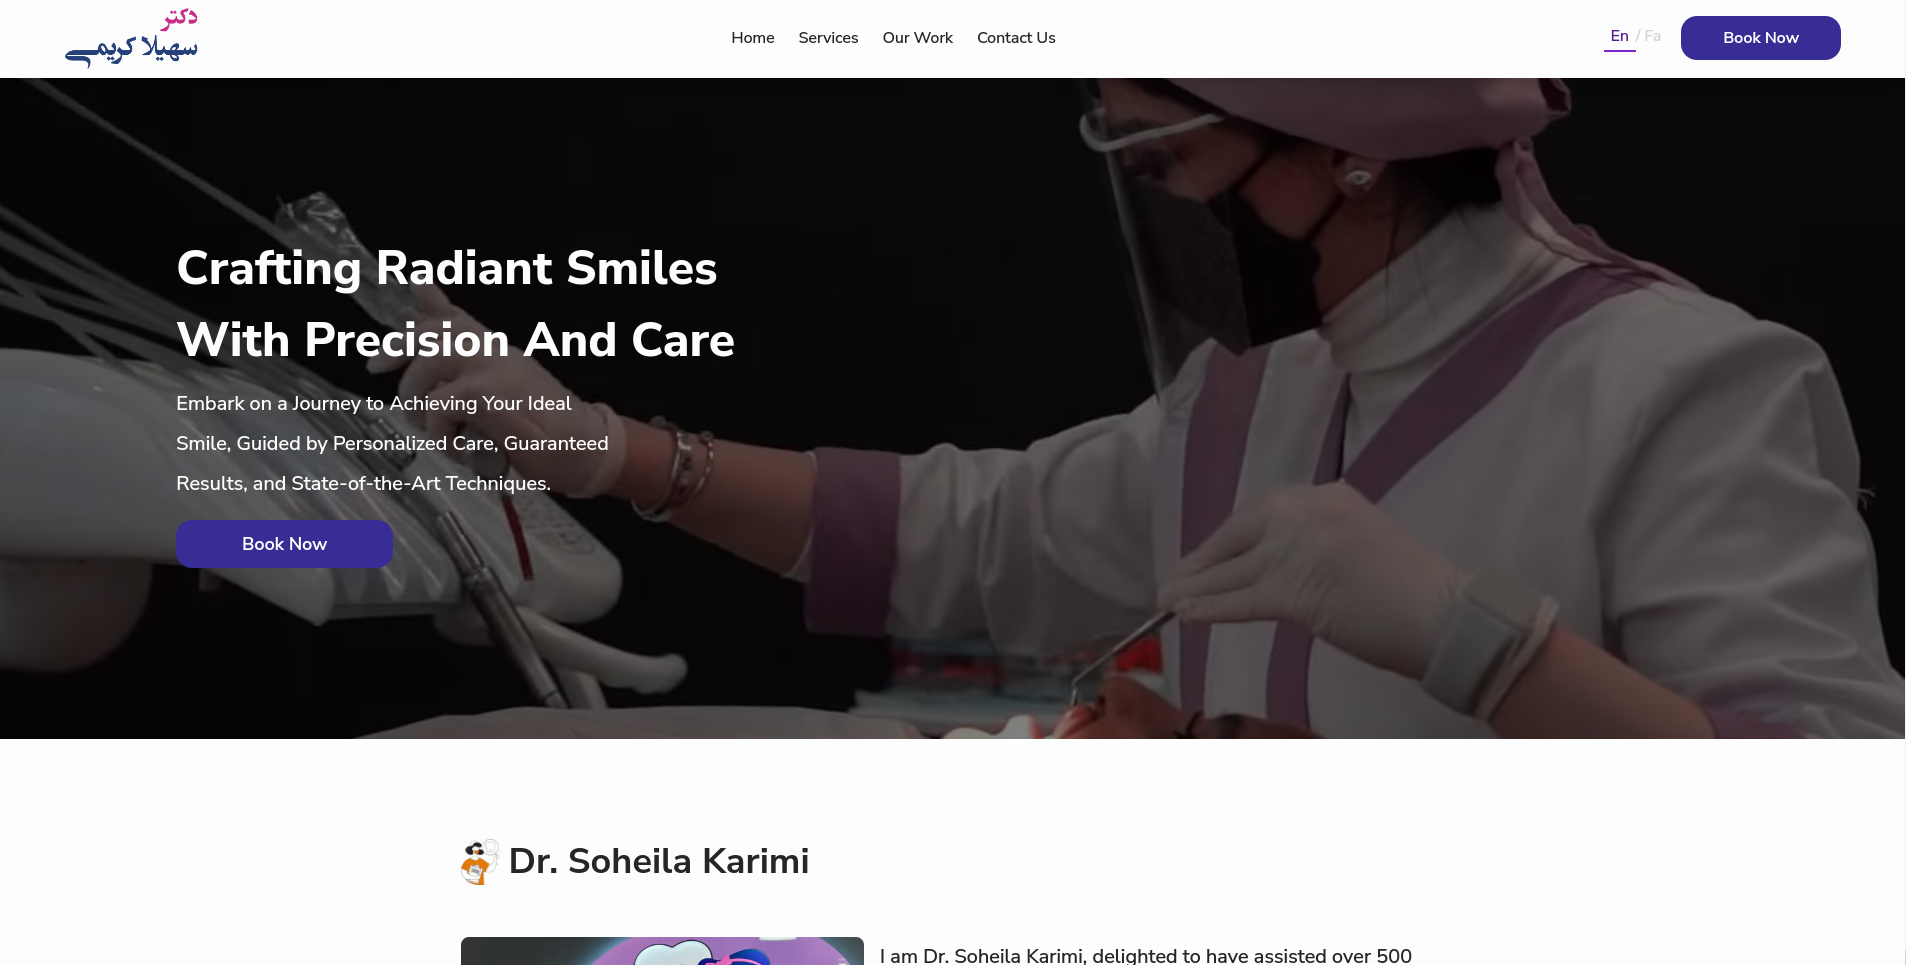 دکتر
سهیلا کریمی
Home Services Our Work Contact Us
En / Fa
Book Now
Crafting Radiant Smiles
With Precision And Care
Embark on a Journey to Achieving Your Ideal
Smile, Guided by Personalized Care, Guaranteed
Results, and State-of-the-Art Techniques.
Book Now
Dr. Soheila Karimi
I am Dr. Soheila Karimi, delighted to have assisted over 500